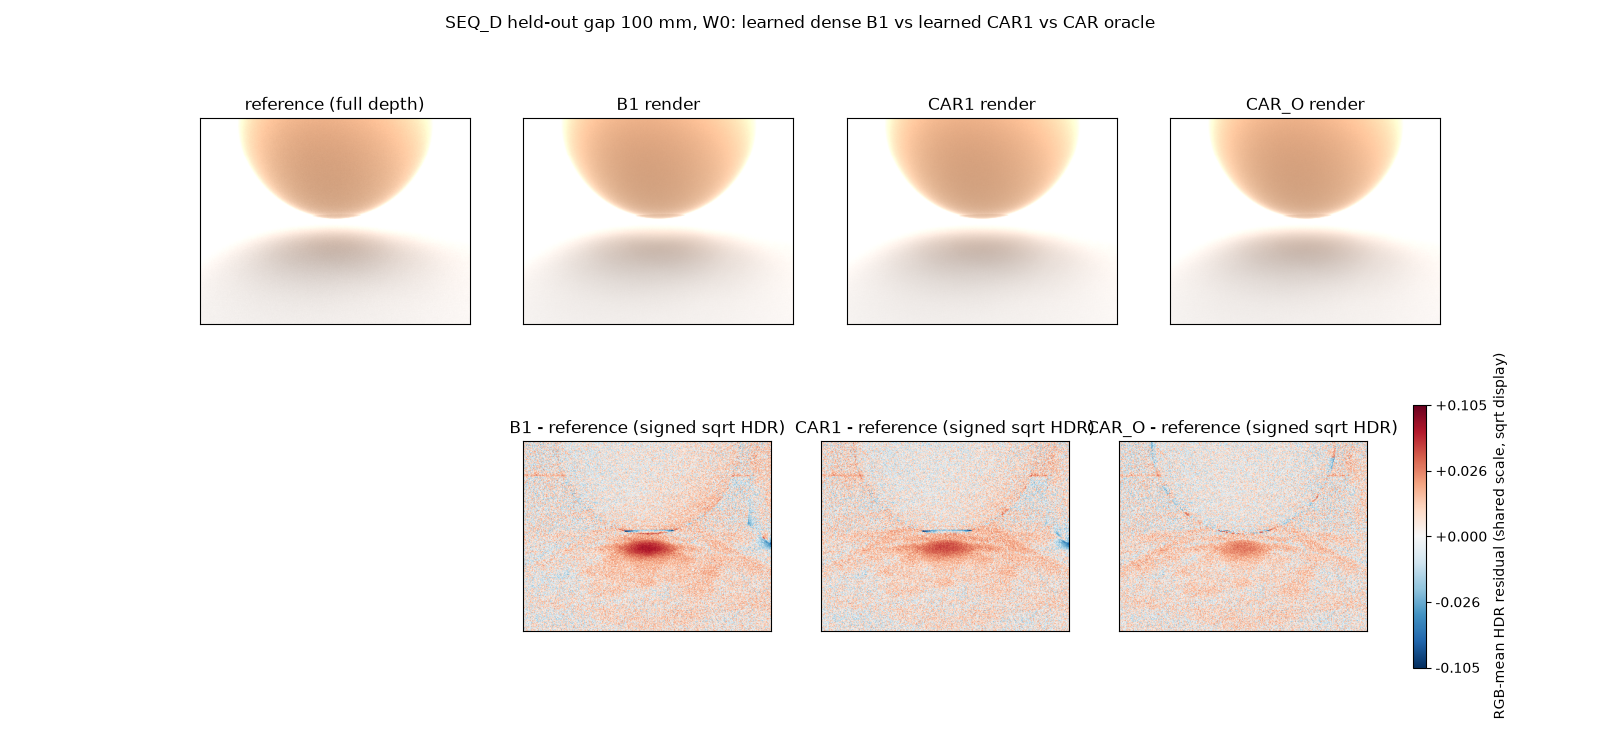 SEQ_D held-out gap 100 mm, W0: learned dense B1 vs learned CAR1 vs CAR oracle
reference (full depth)
B1 render
CAR1 render
CAR_O render
B1 - reference (signed sqrt HDR)
CAR1 - reference (signed sqrt HDR)
CAR_O - reference (signed sqrt HDR)
+0.105
+0.026
+0.000
-0.026
-0.105
RGB-mean HDR residual (shared scale, sqrt display)